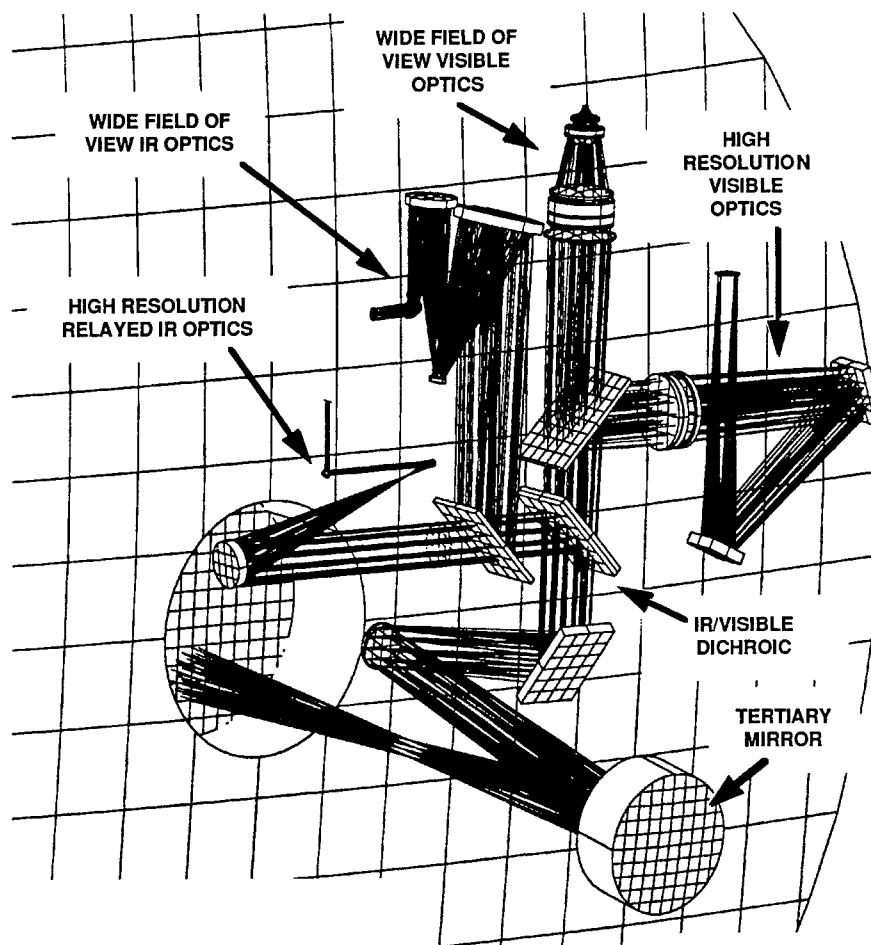 WIDE FIELD OF
VIEW VISIBLE
OPTICS
WIDE FIELD OF
VIEW IR OPTICS
HIGH
RESOLUTION
VISIBLE
OPTICS
HIGH RESOLUTION
RELAYED IR OPTICS
IR/VISIBLE
DICHROIC
TERTIARY
MIRROR